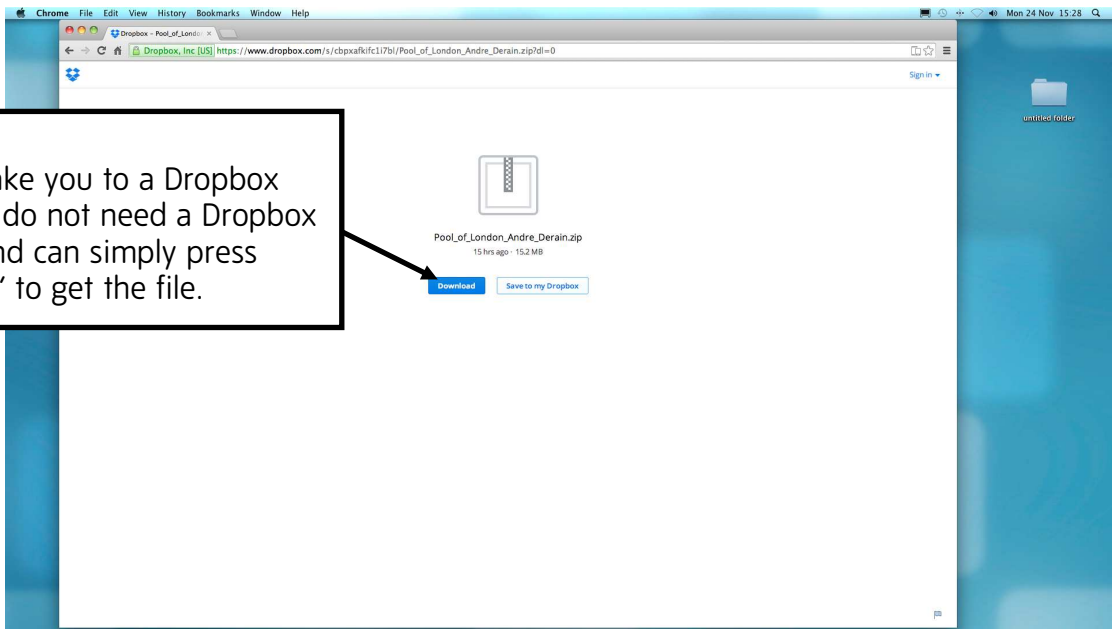 Chrome File Edit View History Bookmarks Window Help Mon 24 Nov 15:28
Dropbox - Pool_of_Londo
Dropbox, Inc [US] https://www.dropbox.com/s/cbpxafkifc1i7bl/Pool_of_London_Andre_Derain.zip?dl=0
Sign in
untitled folder
ake you to a Dropbox
do not need a Dropbox
nd can simply press
” to get the file.
Pool_of_London_Andre_Derain.zip
15 hrs ago · 15.2 MB
Download Save to my Dropbox